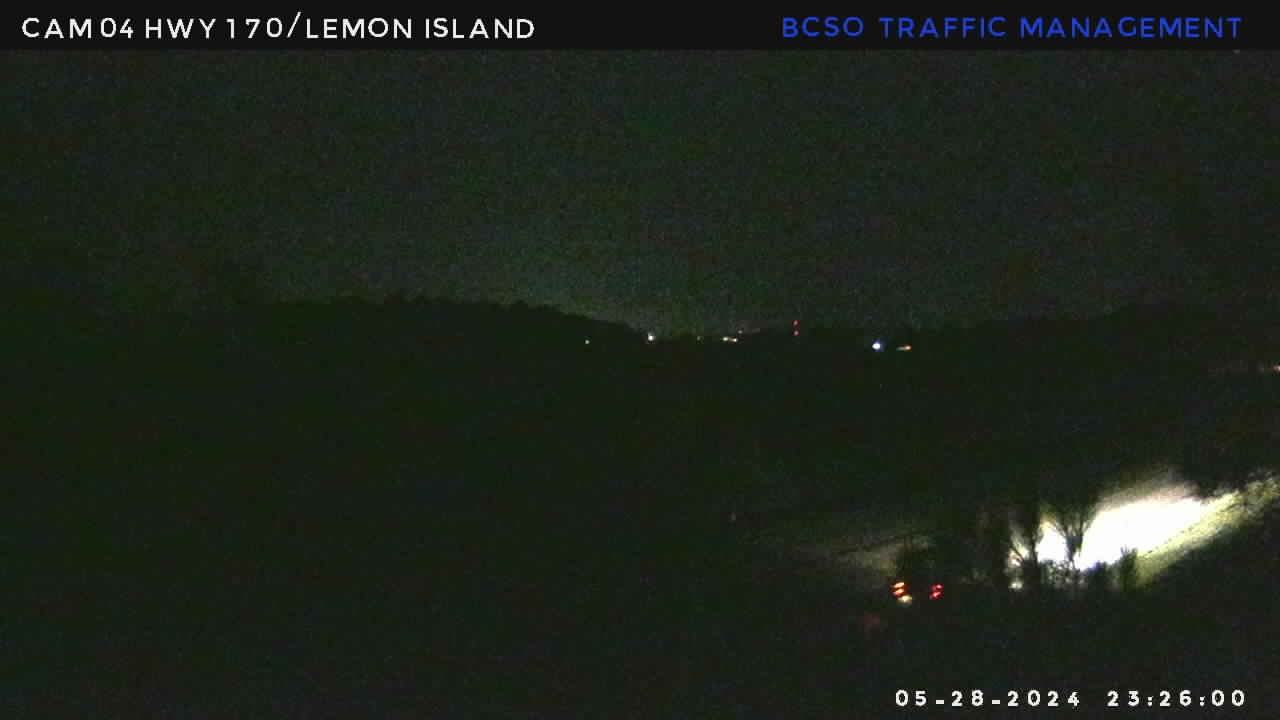 CAM04 HWY 170/LEMON ISLAND
BCSO TRAFFIC MANAGEMENT
05-28-2024 23:26:00